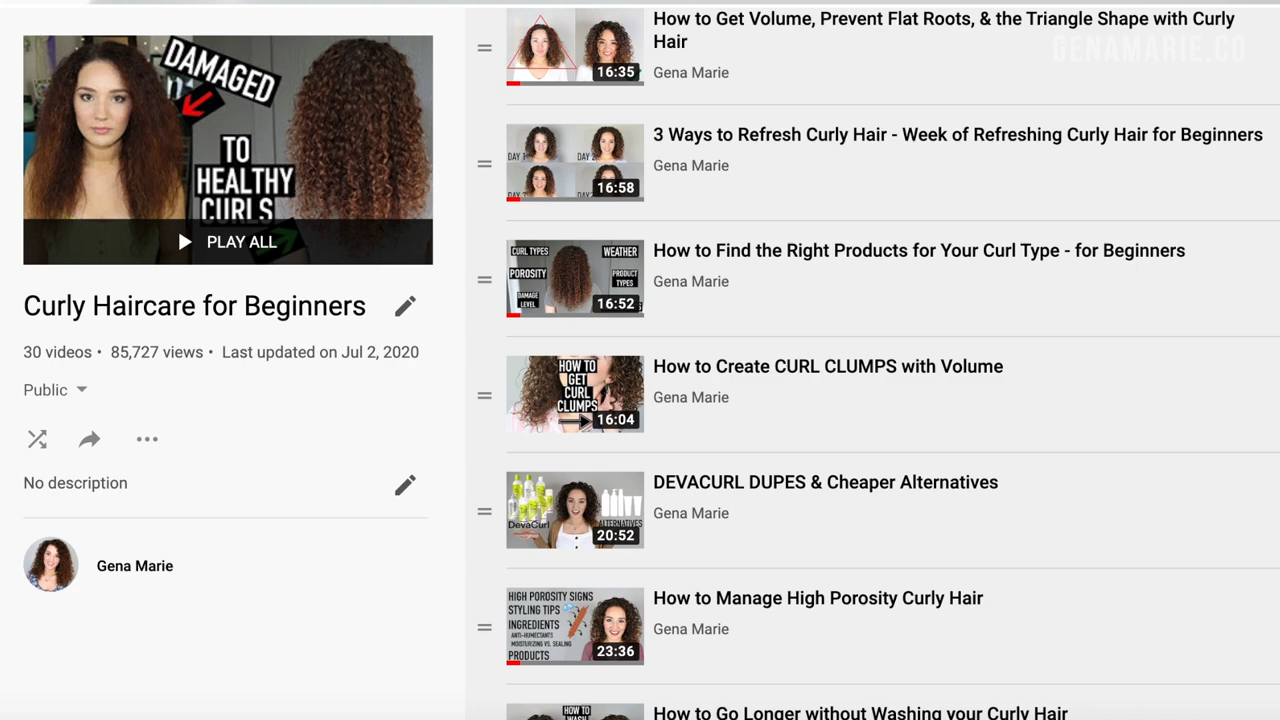 DAMAGED
TO
HEALTHY
CURLS
PLAY ALL
Curly Haircare for Beginners
30 videos • 85,727 views • Last updated on Jul 2, 2020
Public
No description
Gena Marie
GENAMARIE.CO
How to Get Volume, Prevent Flat Roots, & the Triangle Shape with Curly
Hair
Gena Marie
16:35
3 Ways to Refresh Curly Hair - Week of Refreshing Curly Hair for Beginners
Gena Marie
DAY 1
DAY 2
16:58
How to Find the Right Products for Your Curl Type - for Beginners
Gena Marie
CURL TYPES
WEATHER
POROSITY
PRODUCT
TYPES
DAMAGE
LEVEL
16:52
How to Create CURL CLUMPS with Volume
Gena Marie
HOW TO
GET
CURL
CLUMPS
16:04
DEVACURL DUPES & Cheaper Alternatives
Gena Marie
DevaCurl
ALTERNATIVES
20:52
How to Manage High Porosity Curly Hair
Gena Marie
HIGH POROSITY SIGNS
STYLING TIPS
INGREDIENTS
ANTI-HUMECTANTS
MOISTURIZING VS. SEALING
PRODUCTS
23:36
How to Go Longer without Washing your Curly Hair
HOW TO